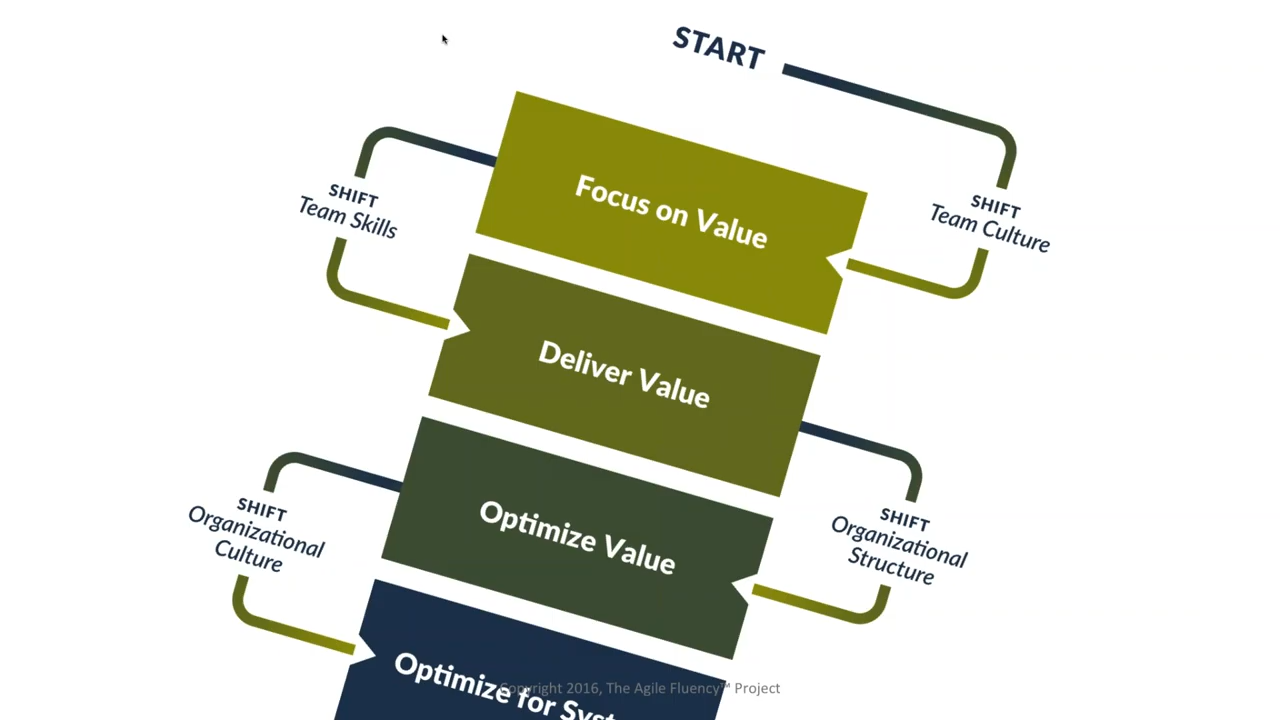 START
Focus on Value
SHIFT
Team Skills
SHIFT
Team Culture
Deliver Value
Optimize Value
SHIFT
Organizational
Culture
SHIFT
Organizational
Structure
Optimize for
Copyright 2016, The Agile Fluency™ Project